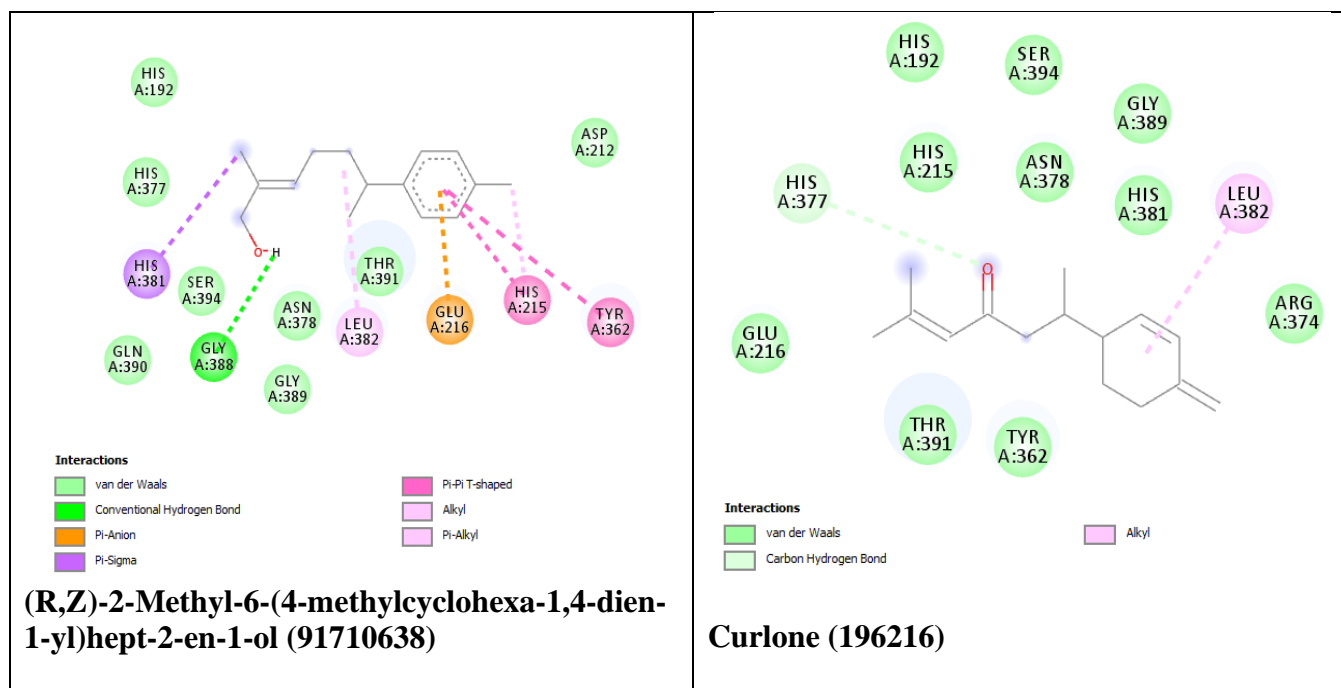 HIS
A:192
ASP
A:212
HIS
A:377
O
H
HIS
A:381
SER
A:394
THR
A:391
ASN
A:378
LEU
A:382
GLU
A:216
HIS
A:215
TYR
A:362
GLN
A:390
GLY
A:388
GLY
A:389
Interactions
van der Waals
Conventional Hydrogen Bond
Pi-Anion
Pi-Sigma
Pi-Pi T-shaped
Alkyl
Pi-Alkyl
(R,Z)-2-Methyl-6-(4-methylcyclohexa-1,4-dien-
1-yl)hept-2-en-1-ol (91710638)
HIS
A:192
SER
A:394
GLY
A:389
HIS
A:215
ASN
A:378
HIS
A:377
HIS
A:381
LEU
A:382
O
ARG
A:374
GLU
A:216
THR
A:391
TYR
A:362
Interactions
van der Waals
Carbon Hydrogen Bond
Alkyl
Curlone (196216)